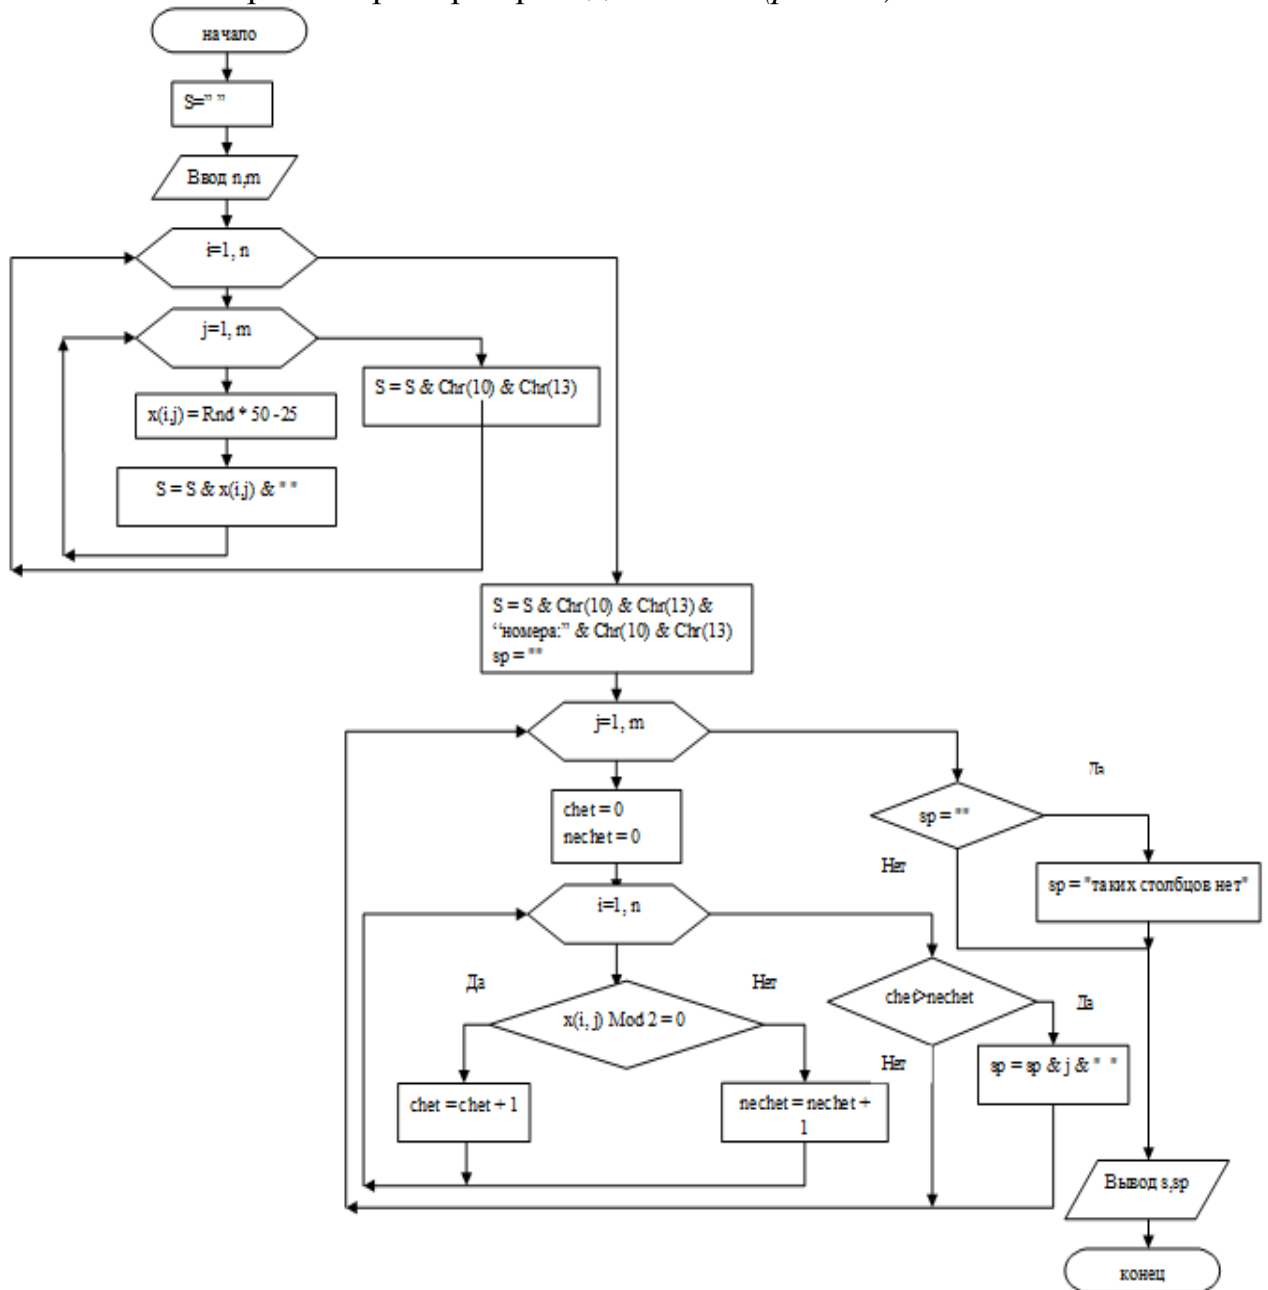 начало
S=" "
Ввод n,m
i=1, n
j=1, m
x(i,j) = Rnd * 50 -25
S = S & Chr(10) & Chr(13)
S = S & x(i,j) & " "
S = S & Chr(10) & Chr(13) &
“номера:” & Chr(10) & Chr(13)
sp = ""
j=1, m
chet = 0
nechet = 0
sp = ""
Да
Нет
sp = "таких столбцов нет"
i=1, n
Да
Нет
x(i, j) Mod 2 = 0
chet>nechet
Да
Нет
sp = sp & j & "  "
chet = chet + 1
nechet = nechet +
1
Вывод s,sp
конец